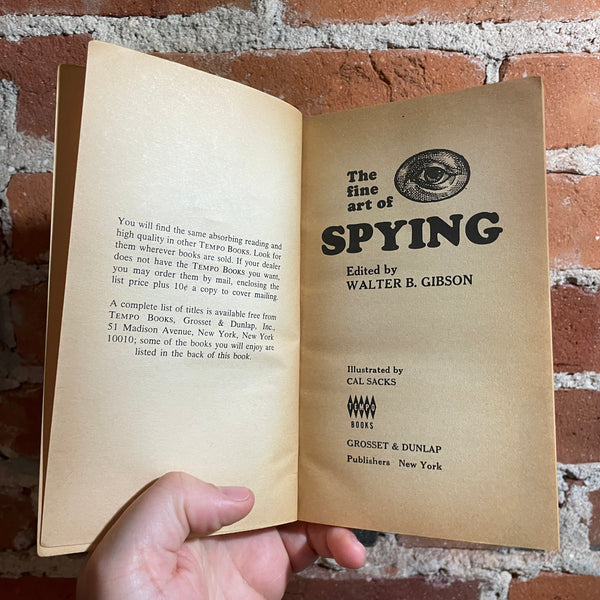 You will find the same absorbing reading and
high quality in other TEMPO BOOKS. Look for
them wherever books are sold. If your dealer
does not have the TEMPO BOOKS you want,
you may order them by mail, enclosing the
list price plus 10¢ a copy to cover mailing.
A complete list of titles is available free from
TEMPO BOOKS, Grosset & Dunlap, Inc.,
51 Madison Avenue, New York, New York
10010; some of the books you will enjoy are
listed in the back of this book.
The
fine
art of
SPYING
Edited by
WALTER B. GIBSON
Illustrated by
CAL SACKS
TEMPO
BOOKS
GROSSET & DUNLAP
Publishers New York